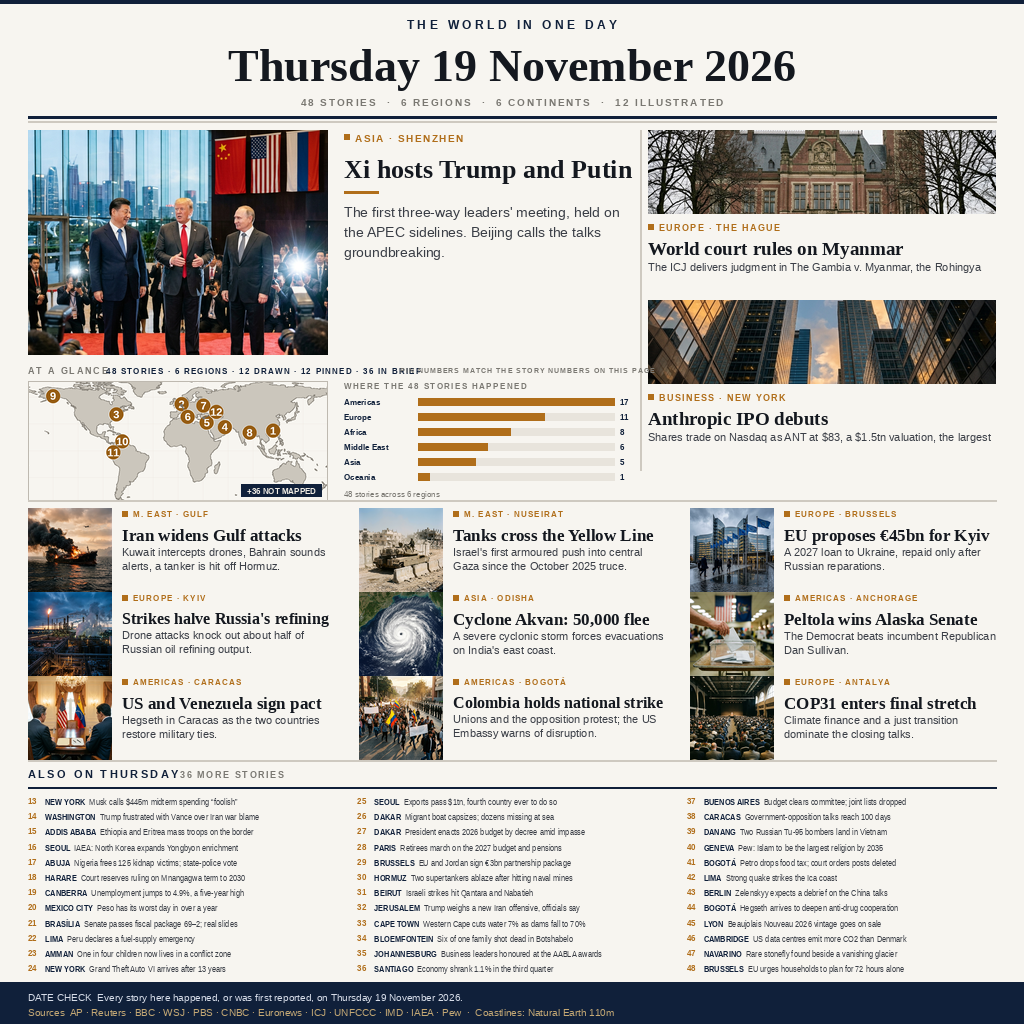 THE WORLD IN ONE DAY
Thursday 19 November 2026
48 STORIES · 6 REGIONS · 6 CONTINENTS · 12 ILLUSTRATED
ASIA · SHENZHEN
Xi hosts Trump and Putin
The first three-way leaders' meeting, held on
the APEC sidelines. Beijing calls the talks
groundbreaking.
EUROPE · THE HAGUE
World court rules on Myanmar
The ICJ delivers judgment in The Gambia v. Myanmar, the Rohingya
BUSINESS · NEW YORK
Anthropic IPO debuts
Shares trade on Nasdaq as ANT at $83, a $1.5tn valuation, the largest
AT A GLANCE
48 STORIES · 6 REGIONS · 12 DRAWN · 12 PINNED · 36 IN BRIEF
NUMBERS MATCH THE STORY NUMBERS ON THIS PAGE
9
3
2
7
6
12
5
4
8
1
10
11
+36 NOT MAPPED
WHERE THE 48 STORIES HAPPENED
Americas 17
Europe 11
Africa 8
Middle East 6
Asia 5
Oceania 1
48 stories across 6 regions
M. EAST · GULF
Iran widens Gulf attacks
Kuwait intercepts drones, Bahrain sounds
alerts, a tanker is hit off Hormuz.
M. EAST · NUSEIRAT
Tanks cross the Yellow Line
Israel's first armoured push into central
Gaza since the October 2025 truce.
EUROPE · BRUSSELS
EU proposes €45bn for Kyiv
A 2027 loan to Ukraine, repaid only after
Russian reparations.
EUROPE · KYIV
Strikes halve Russia's refining
Drone attacks knock out about half of
Russian oil refining output.
ASIA · ODISHA
Cyclone Akvan: 50,000 flee
A severe cyclonic storm forces evacuations
on India's east coast.
AMERICAS · ANCHORAGE
Peltola wins Alaska Senate
The Democrat beats incumbent Republican
Dan Sullivan.
AMERICAS · CARACAS
US and Venezuela sign pact
Hegseth in Caracas as the two countries
restore military ties.
AMERICAS · BOGOTÁ
Colombia holds national strike
Unions and the opposition protest; the US
Embassy warns of disruption.
EUROPE · ANTALYA
COP31 enters final stretch
Climate finance and a just transition
dominate the closing talks.
ALSO ON THURSDAY 36 MORE STORIES
13 NEW YORK Musk calls $445m midterm spending “foolish”
14 WASHINGTON Trump frustrated with Vance over Iran war blame
15 ADDIS ABABA Ethiopia and Eritrea mass troops on the border
16 SEOUL IAEA: North Korea expands Yongbyon enrichment
17 ABUJA Nigeria frees 126 kidnap victims; state-police vote
18 HARARE Court reserves ruling on Mnangagwa term to 2030
19 CANBERRA Unemployment jumps to 4.9%, a five-year high
20 MEXICO CITY Peso has its worst day in over a year
21 BRASÍLIA Senate passes fiscal package 69–2; real slides
22 LIMA Peru declares a fuel-supply emergency
23 AMMAN One in four children now lives in a conflict zone
24 NEW YORK Grand Theft Auto VI arrives after 13 years
25 SEOUL Exports pass $1tn, fourth country ever to do so
26 DAKAR Migrant boat capsizes; dozens missing at sea
27 DAKAR President enacts 2026 budget by decree amid impasse
28 PARIS Retirees march on the 2027 budget and pensions
29 BRUSSELS EU and Jordan sign €3bn partnership package
30 HORMUZ Two supertankers ablaze after hitting naval mines
31 BEIRUT Israeli strikes hit Qantara and Nabatieh
32 JERUSALEM Trump weighs a new Iran offensive, officials say
33 CAPE TOWN Western Cape cuts water 7% as dams fall to 70%
34 BLOEMFONTEIN Six of one family shot dead in Botshabelo
35 JOHANNESBURG Business leaders honoured at the AABLA awards
36 SANTIAGO Economy shrank 1.1% in the third quarter
37 BUENOS AIRES Budget clears committee; joint lists dropped
38 CARACAS Government-opposition talks reach 100 days
39 DANANG Two Russian Tu-95 bombers land in Vietnam
40 GENEVA Pew: Islam to be the largest religion by 2035
41 BOGOTÁ Petro drops food tax; court orders posts deleted
42 LIMA Strong quake strikes the Ica coast
43 BERLIN Zelenskyy expects a debrief on the China talks
44 BOGOTÁ Hegseth arrives to deepen anti-drug cooperation
45 LYON Beaujolais Nouveau 2026 vintage goes on sale
46 CAMBRIDGE US data centres emit more CO2 than Denmark
47 NAVARINO Rare stonefly found beside a vanishing glacier
48 BRUSSELS EU urges households to plan for 72 hours alone
DATE CHECK Every story here happened, or was first reported, on Thursday 19 November 2026.
Sources AP · Reuters · BBC · WSJ · PBS · CNBC · Euronews · ICJ · UNFCCC · IMD · IAEA · Pew · Coastlines: Natural Earth 110m